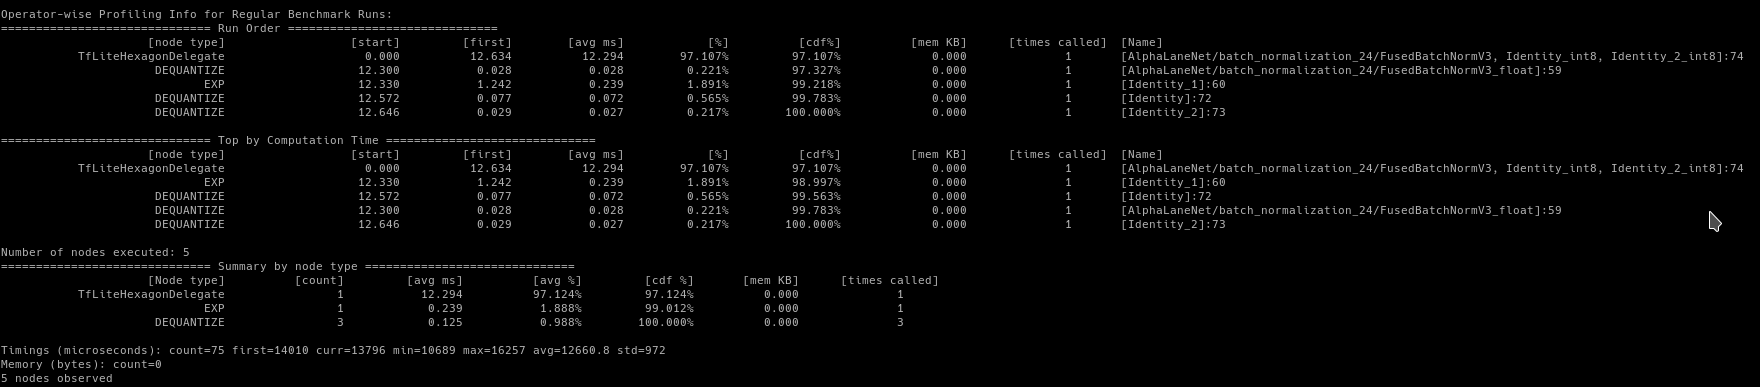 Operator-wise Profiling Info for Regular Benchmark Runs:
============================== Run Order ==============================
[node type] [start] [first] [avg ms] [%] [cdf%] [mem KB] [times called] [Name]
TfLiteHexagonDelegate 0.000 12.634 12.294 97.107% 97.107% 0.000 1 [AlphaLaneNet/batch_normalization_24/FusedBatchNormV3, Identity_int8, Identity_2_int8]:74
DEQUANTIZE 12.300 0.028 0.028 0.221% 97.327% 0.000 1 [AlphaLaneNet/batch_normalization_24/FusedBatchNormV3_float]:59
EXP 12.330 1.242 0.239 1.891% 99.218% 0.000 1 [Identity_1]:60
DEQUANTIZE 12.572 0.077 0.072 0.565% 99.783% 0.000 1 [Identity]:72
DEQUANTIZE 12.646 0.029 0.027 0.217% 100.000% 0.000 1 [Identity_2]:73
============================== Top by Computation Time ==============================
[node type] [start] [first] [avg ms] [%] [cdf%] [mem KB] [times called] [Name]
TfLiteHexagonDelegate 0.000 12.634 12.294 97.107% 97.107% 0.000 1 [AlphaLaneNet/batch_normalization_24/FusedBatchNormV3, Identity_int8, Identity_2_int8]:74
EXP 12.330 1.242 0.239 1.891% 98.997% 0.000 1 [Identity_1]:60
DEQUANTIZE 12.572 0.077 0.072 0.565% 99.563% 0.000 1 [Identity]:72
DEQUANTIZE 12.300 0.028 0.028 0.221% 99.783% 0.000 1 [AlphaLaneNet/batch_normalization_24/FusedBatchNormV3_float]:59
DEQUANTIZE 12.646 0.029 0.027 0.217% 100.000% 0.000 1 [Identity_2]:73
Number of nodes executed: 5
============================== Summary by node type ==============================
[Node type] [count] [avg ms] [avg %] [cdf %] [mem KB] [times called]
TfLiteHexagonDelegate 1 12.294 97.124% 97.124% 0.000 1
EXP 1 0.239 1.888% 99.012% 0.000 1
DEQUANTIZE 3 0.125 0.988% 100.000% 0.000 3
Timings (microseconds): count=75 first=14010 curr=13796 min=10689 max=16257 avg=12660.8 std=972
Memory (bytes): count=0
5 nodes observed